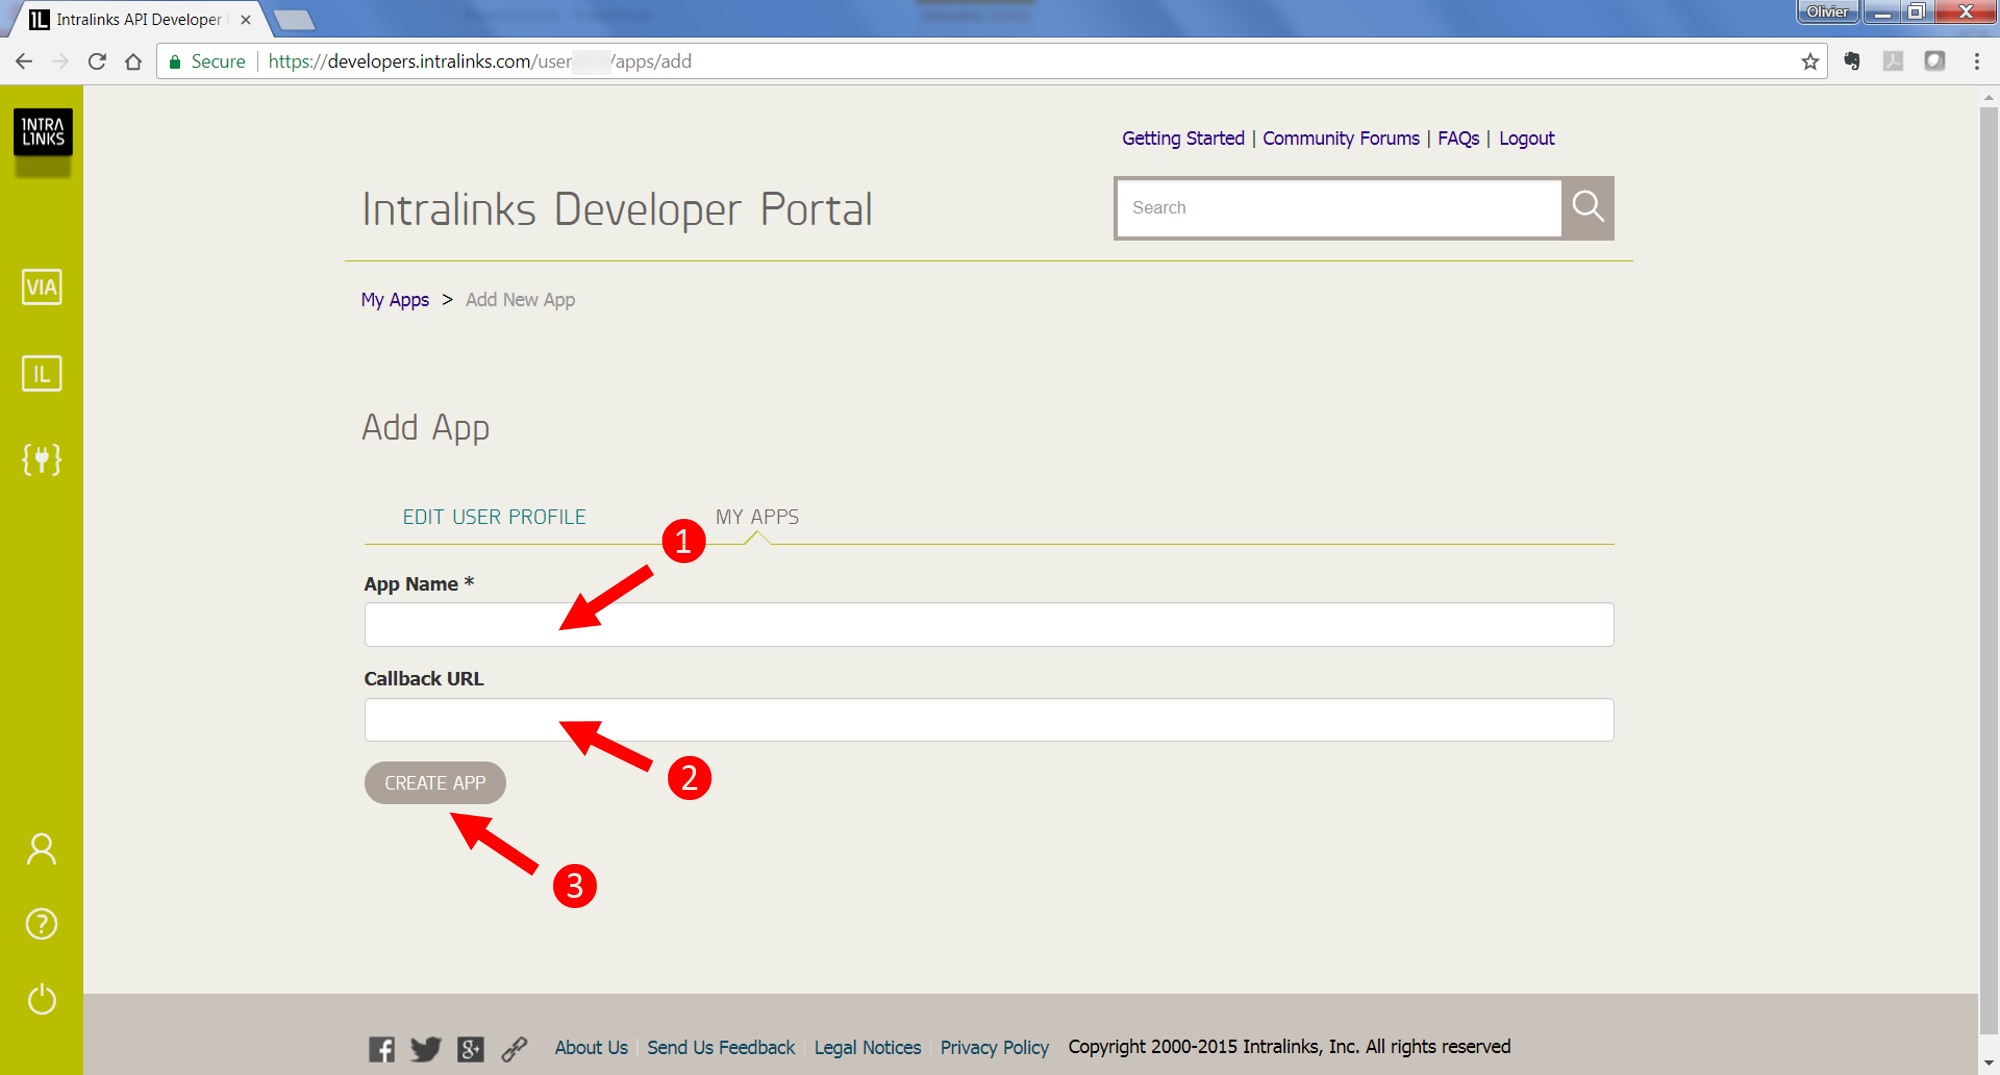 1L Intralinks API Developer
Olivier
Secure https://developers.intralinks.com/user /apps/add
INTRA
LINKS
Getting Started | Community Forums | FAQs | Logout
Intralinks Developer Portal
Search
VIA
My Apps > Add New App
IL
Add App
EDIT USER PROFILE MY APPS
1
App Name *
Callback URL
2
CREATE APP
3
?
About Us Send Us Feedback Legal Notices Privacy Policy Copyright 2000-2015 Intralinks, Inc. All rights reserved